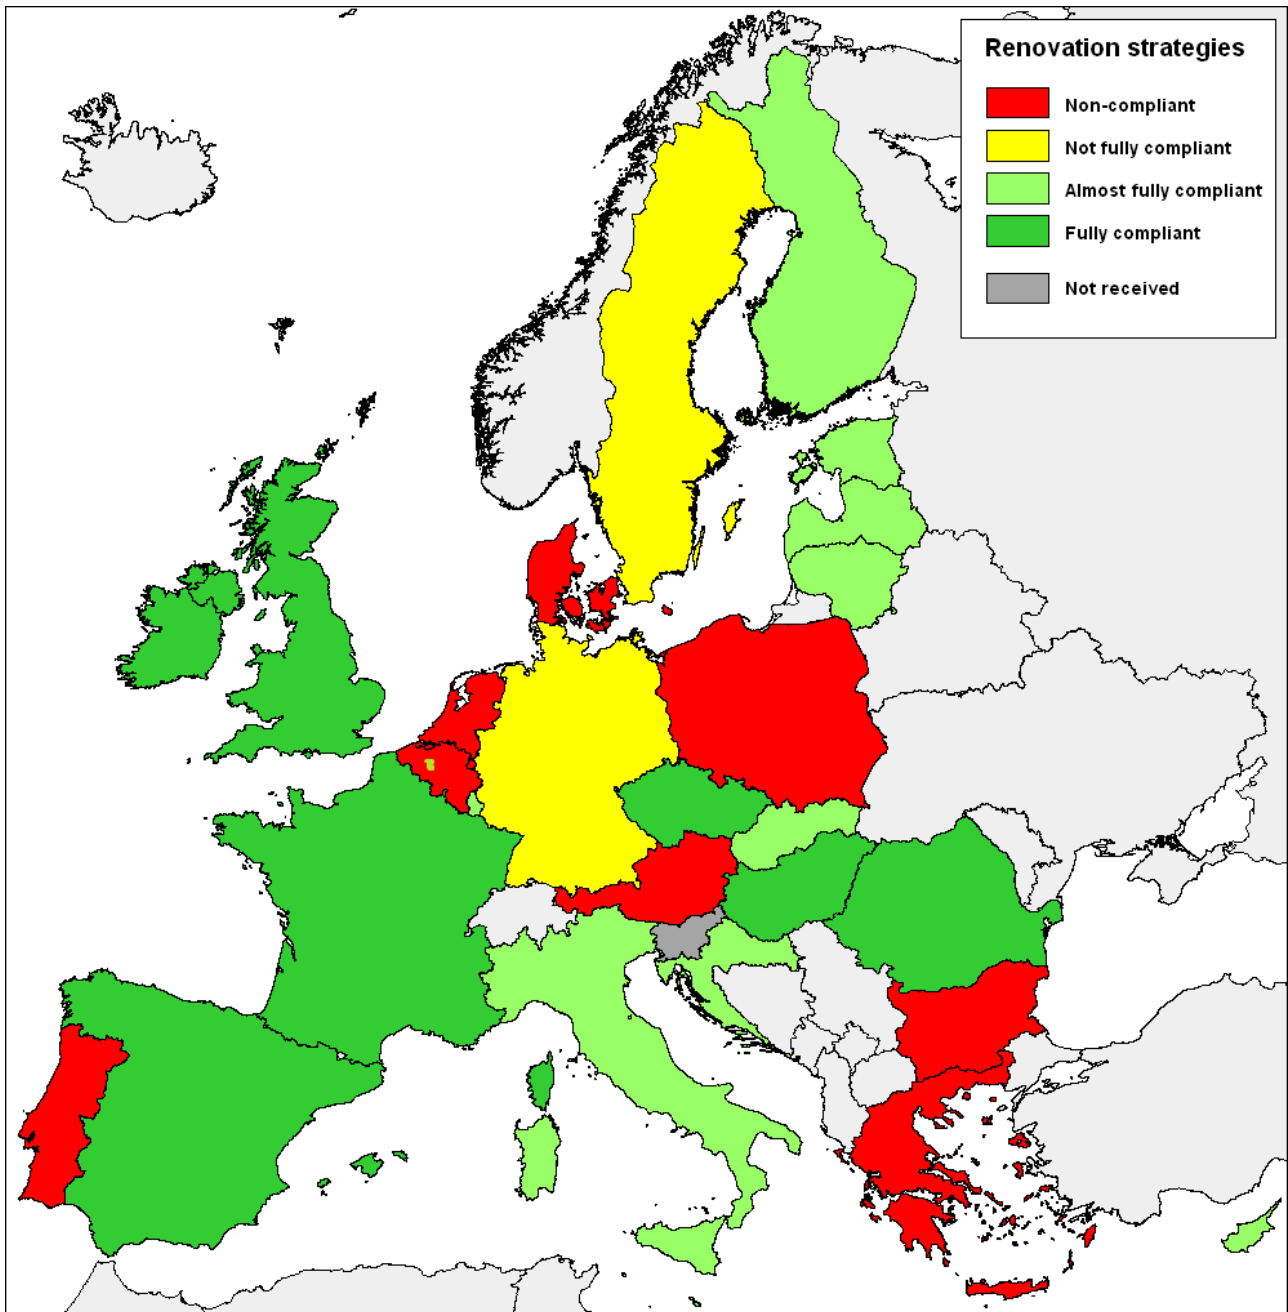 Renovation strategies
Non-compliant
Not fully compliant
Almost fully compliant
Fully compliant
Not received